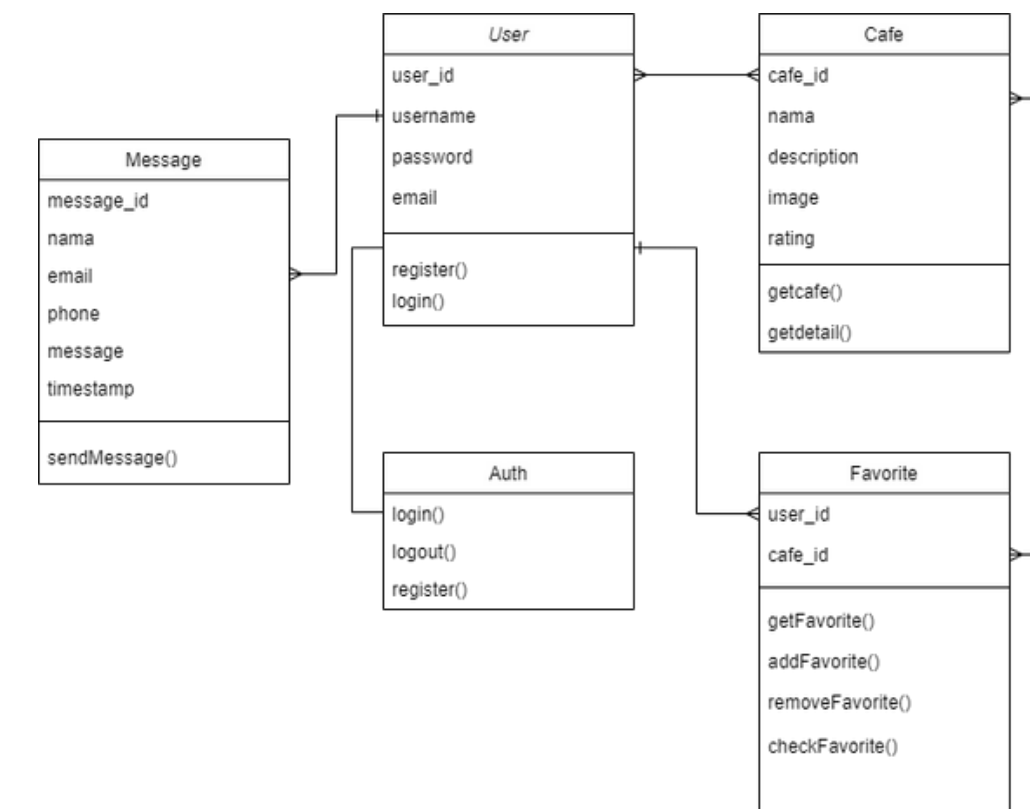 User
user_id
username
password
email
register()
login()
Cafe
cafe_id
nama
description
image
rating
getcafe()
getdetail()
Message
message_id
nama
email
phone
message
timestamp
sendMessage()
Auth
login()
logout()
register()
Favorite
user_id
cafe_id
getFavorite()
addFavorite()
removeFavorite()
checkFavorite()